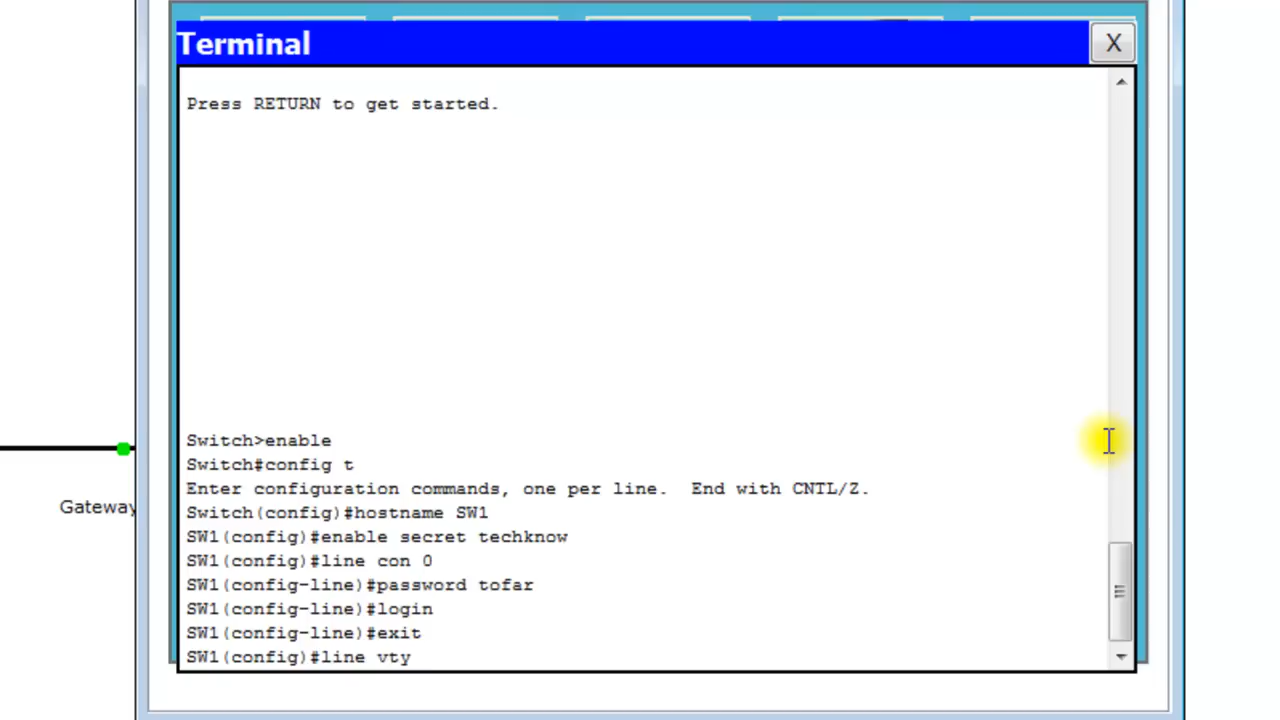 Terminal
X
Press RETURN to get started.
Switch>enable
Switch#config t
Enter configuration commands, one per line.  End with CNTL/Z.
Switch(config)#hostname SW1
SW1(config)#enable secret techknow
SW1(config)#line con 0
SW1(config-line)#password tofar
SW1(config-line)#login
SW1(config-line)#exit
SW1(config)#line vty
Gateway